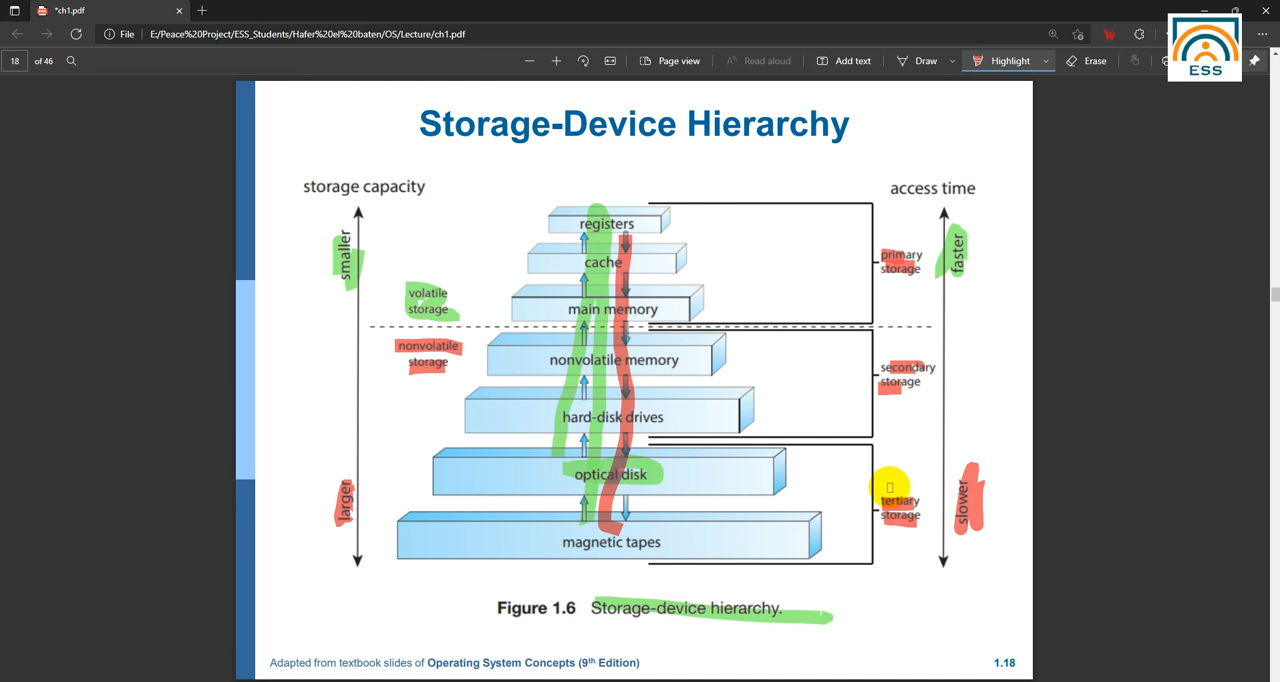 *ch1.pdf
File
E:/Peace%20Project/ESS_Students/Hafer%20el%20baten/OS/Lecture/ch1.pdf
18
of 46
Page view
Read aloud
Add text
Draw
Highlight
Erase
ESS
Storage-Device Hierarchy
storage capacity
access time
smaller
larger
volatile
storage
nonvolatile
storage
registers
cache
main memory
nonvolatile memory
hard-disk drives
optical disk
magnetic tapes
primary
storage
secondary
storage
tertiary
storage
faster
slower
Figure 1.6 Storage-device hierarchy.
Adapted from textbook slides of Operating System Concepts (9th Edition)
1.18